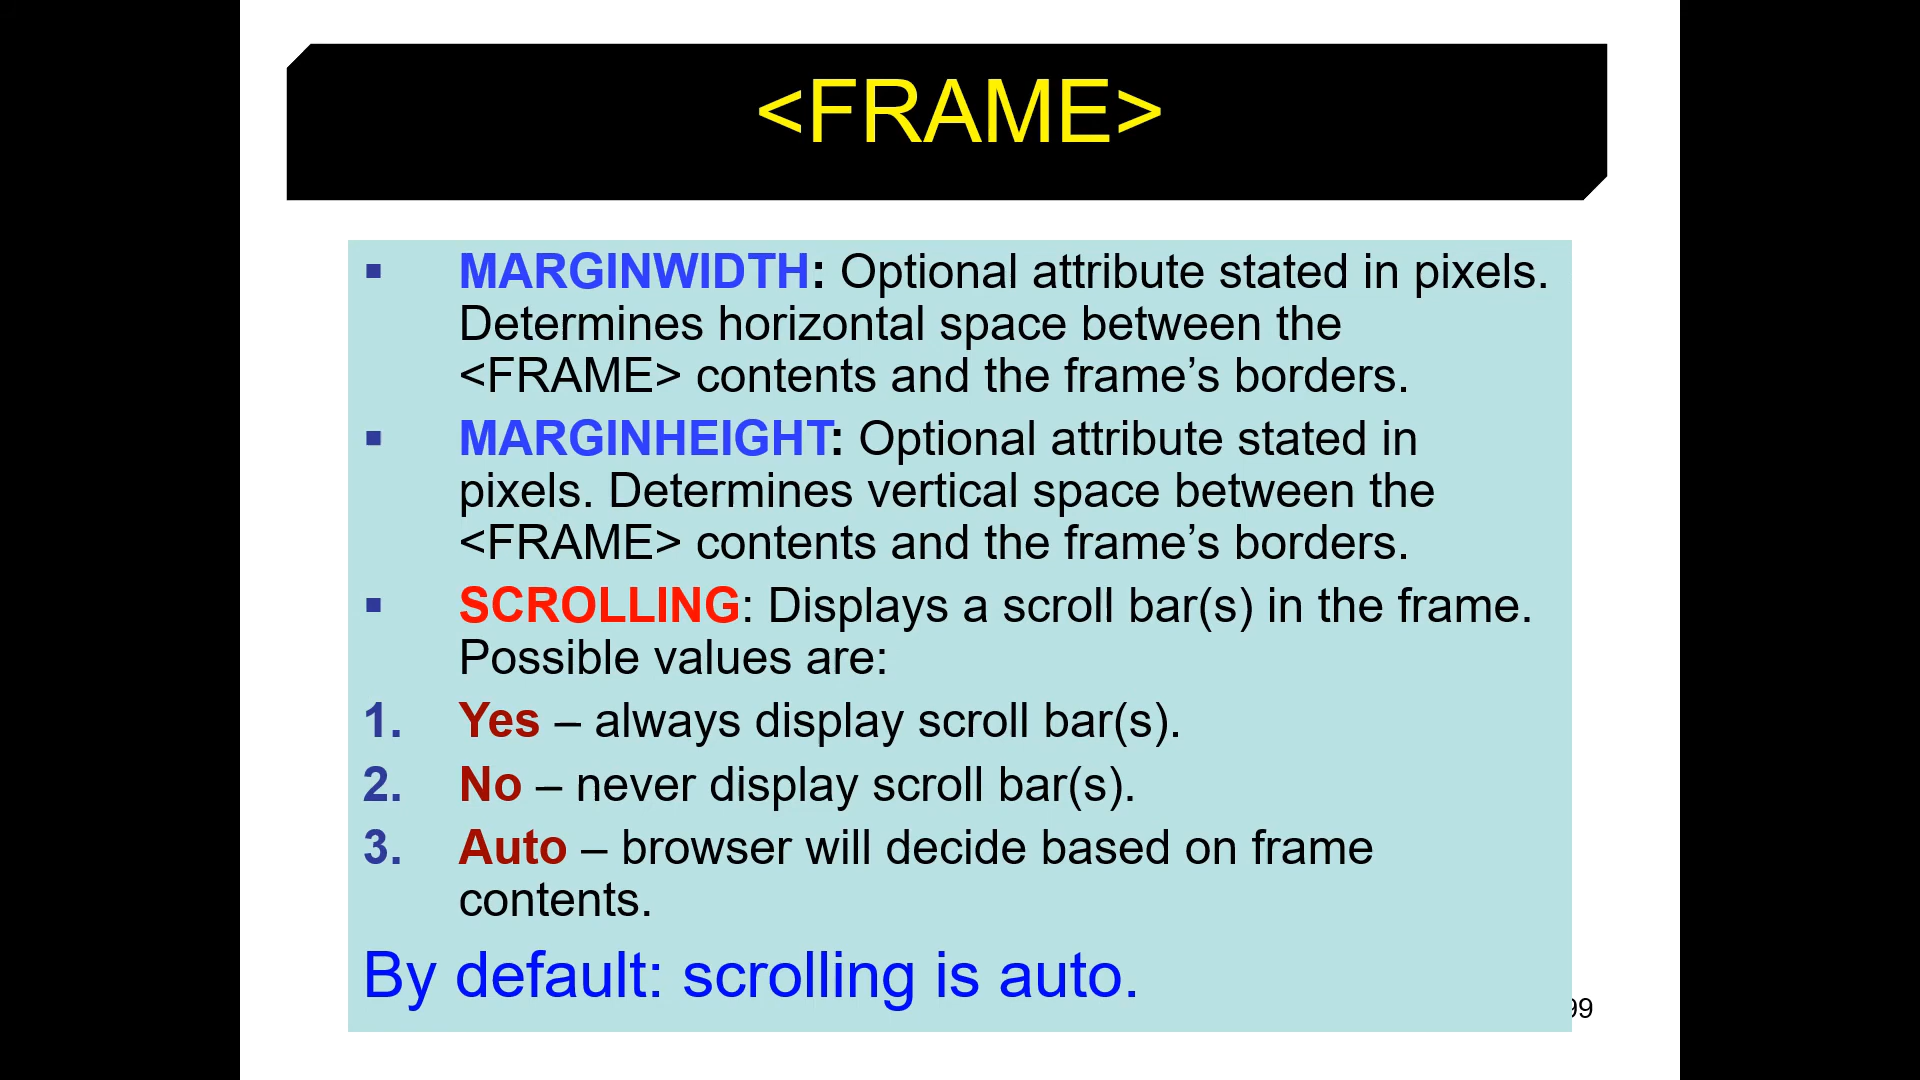 <FRAME>
▪ MARGINWIDTH: Optional attribute stated in pixels.
Determines horizontal space between the
<FRAME> contents and the frame’s borders.
▪ MARGINHEIGHT: Optional attribute stated in
pixels. Determines vertical space between the
<FRAME> contents and the frame’s borders.
▪ SCROLLING: Displays a scroll bar(s) in the frame.
Possible values are:
1. Yes – always display scroll bar(s).
2. No – never display scroll bar(s).
3. Auto – browser will decide based on frame
contents.
By default: scrolling is auto.
99